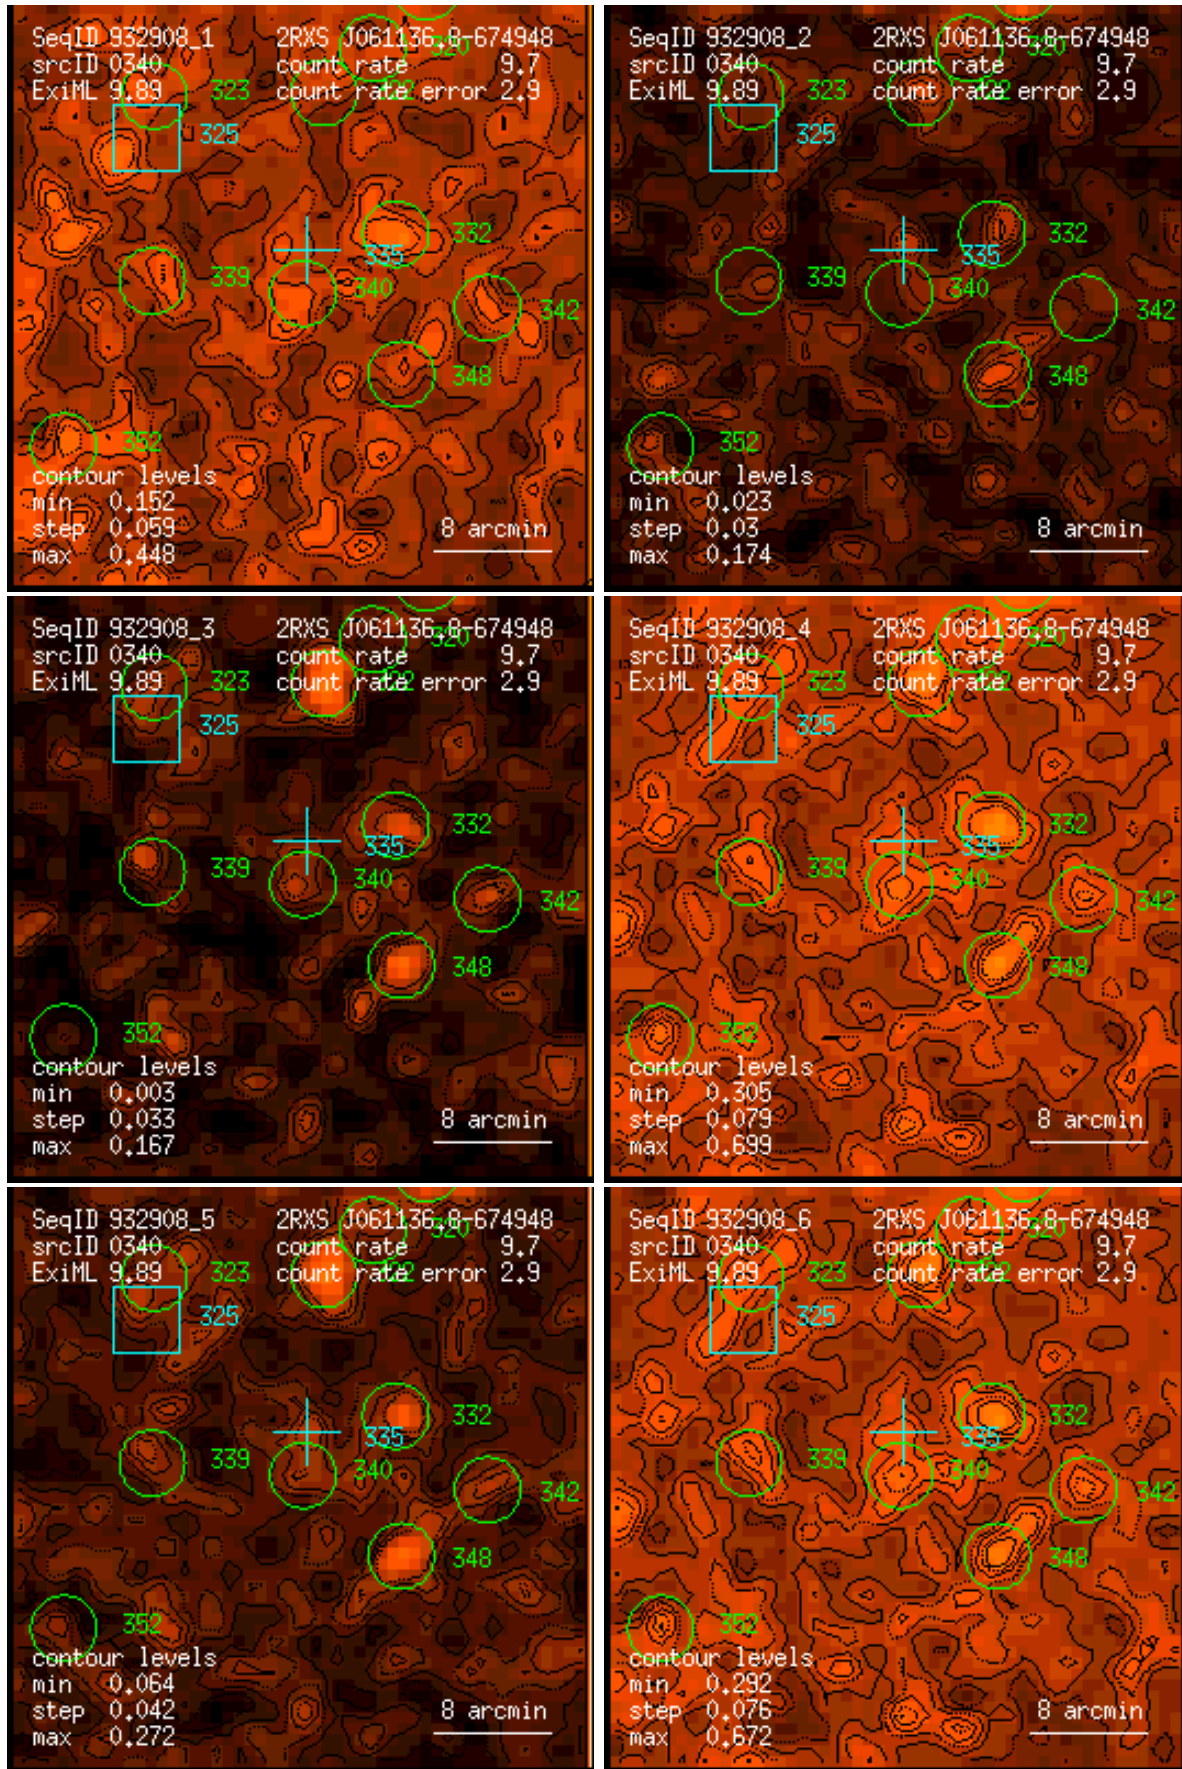 SeqID 932908_1 2RXS J061136.8-674948
srcID 0340 count rate 9.7
ExiML 9.89 count rate error 2.9
320
323
322
325
332
335
339
340
342
348
352
contour levels
min 0.152
step 0.059
max 0.448
8 arcmin
SeqID 932908_2 2RXS J061136.8-674948
srcID 0340 count rate 9.7
ExiML 9.89 count rate error 2.9
320
323
322
325
332
335
339
340
342
348
352
contour levels
min 0.023
step 0.03
max 0.174
8 arcmin
SeqID 932908_3 2RXS J061136.8-674948
srcID 0340 count rate 9.7
ExiML 9.89 count rate error 2.9
320
323
322
325
332
335
339
340
342
348
352
contour levels
min 0.003
step 0.033
max 0.167
8 arcmin
SeqID 932908_4 2RXS J061136.8-674948
srcID 0340 count rate 9.7
ExiML 9.89 count rate error 2.9
320
323
322
325
332
335
339
340
342
348
352
contour levels
min 0.305
step 0.079
max 0.699
8 arcmin
SeqID 932908_5 2RXS J061136.8-674948
srcID 0340 count rate 9.7
ExiML 9.89 count rate error 2.9
320
323
322
325
332
335
339
340
342
348
352
contour levels
min 0.064
step 0.042
max 0.272
8 arcmin
SeqID 932908_6 2RXS J061136.8-674948
srcID 0340 count rate 9.7
ExiML 9.89 count rate error 2.9
320
323
322
325
332
335
339
340
342
348
352
contour levels
min 0.292
step 0.076
max 0.672
8 arcmin